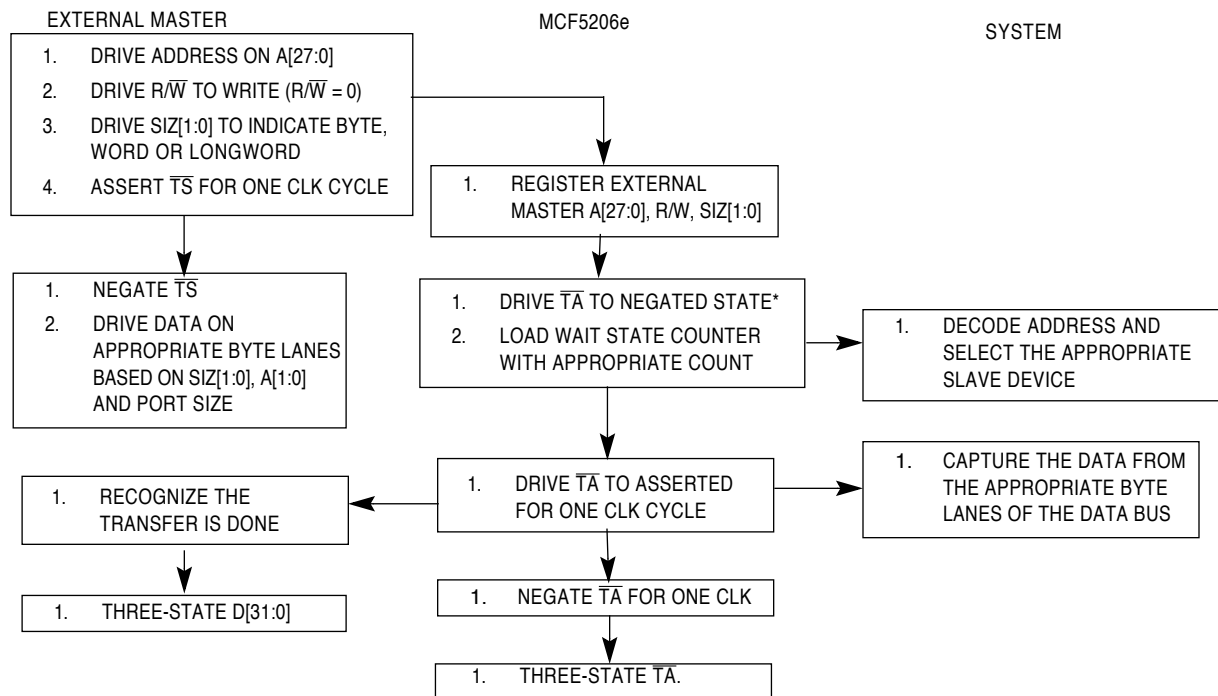 EXTERNAL MASTER
MCF5206e
SYSTEM
1. DRIVE ADDRESS ON A[27:0]
2. DRIVE R/W̅ TO WRITE (R/W̅ = 0)
3. DRIVE SIZ[1:0] TO INDICATE BYTE,
WORD OR LONGWORD
4. ASSERT T̅S̅ FOR ONE CLK CYCLE
1. REGISTER EXTERNAL
MASTER A[27:0], R/W, SIZ[1:0]
1. NEGATE T̅S̅
2. DRIVE DATA ON
APPROPRIATE BYTE LANES
BASED ON SIZ[1:0], A[1:0]
AND PORT SIZE
1. DRIVE T̅A̅ TO NEGATED STATE*
2. LOAD WAIT STATE COUNTER
WITH APPROPRIATE COUNT
1. DECODE ADDRESS AND
SELECT THE APPROPRIATE
SLAVE DEVICE
1. RECOGNIZE THE
TRANSFER IS DONE
1. DRIVE T̅A̅ TO ASSERTED
FOR ONE CLK CYCLE
1. CAPTURE THE DATA FROM
THE APPROPRIATE BYTE
LANES OF THE DATA BUS
1. THREE-STATE D[31:0]
1. NEGATE T̅A̅ FOR ONE CLK
1. THREE-STATE T̅A̅.